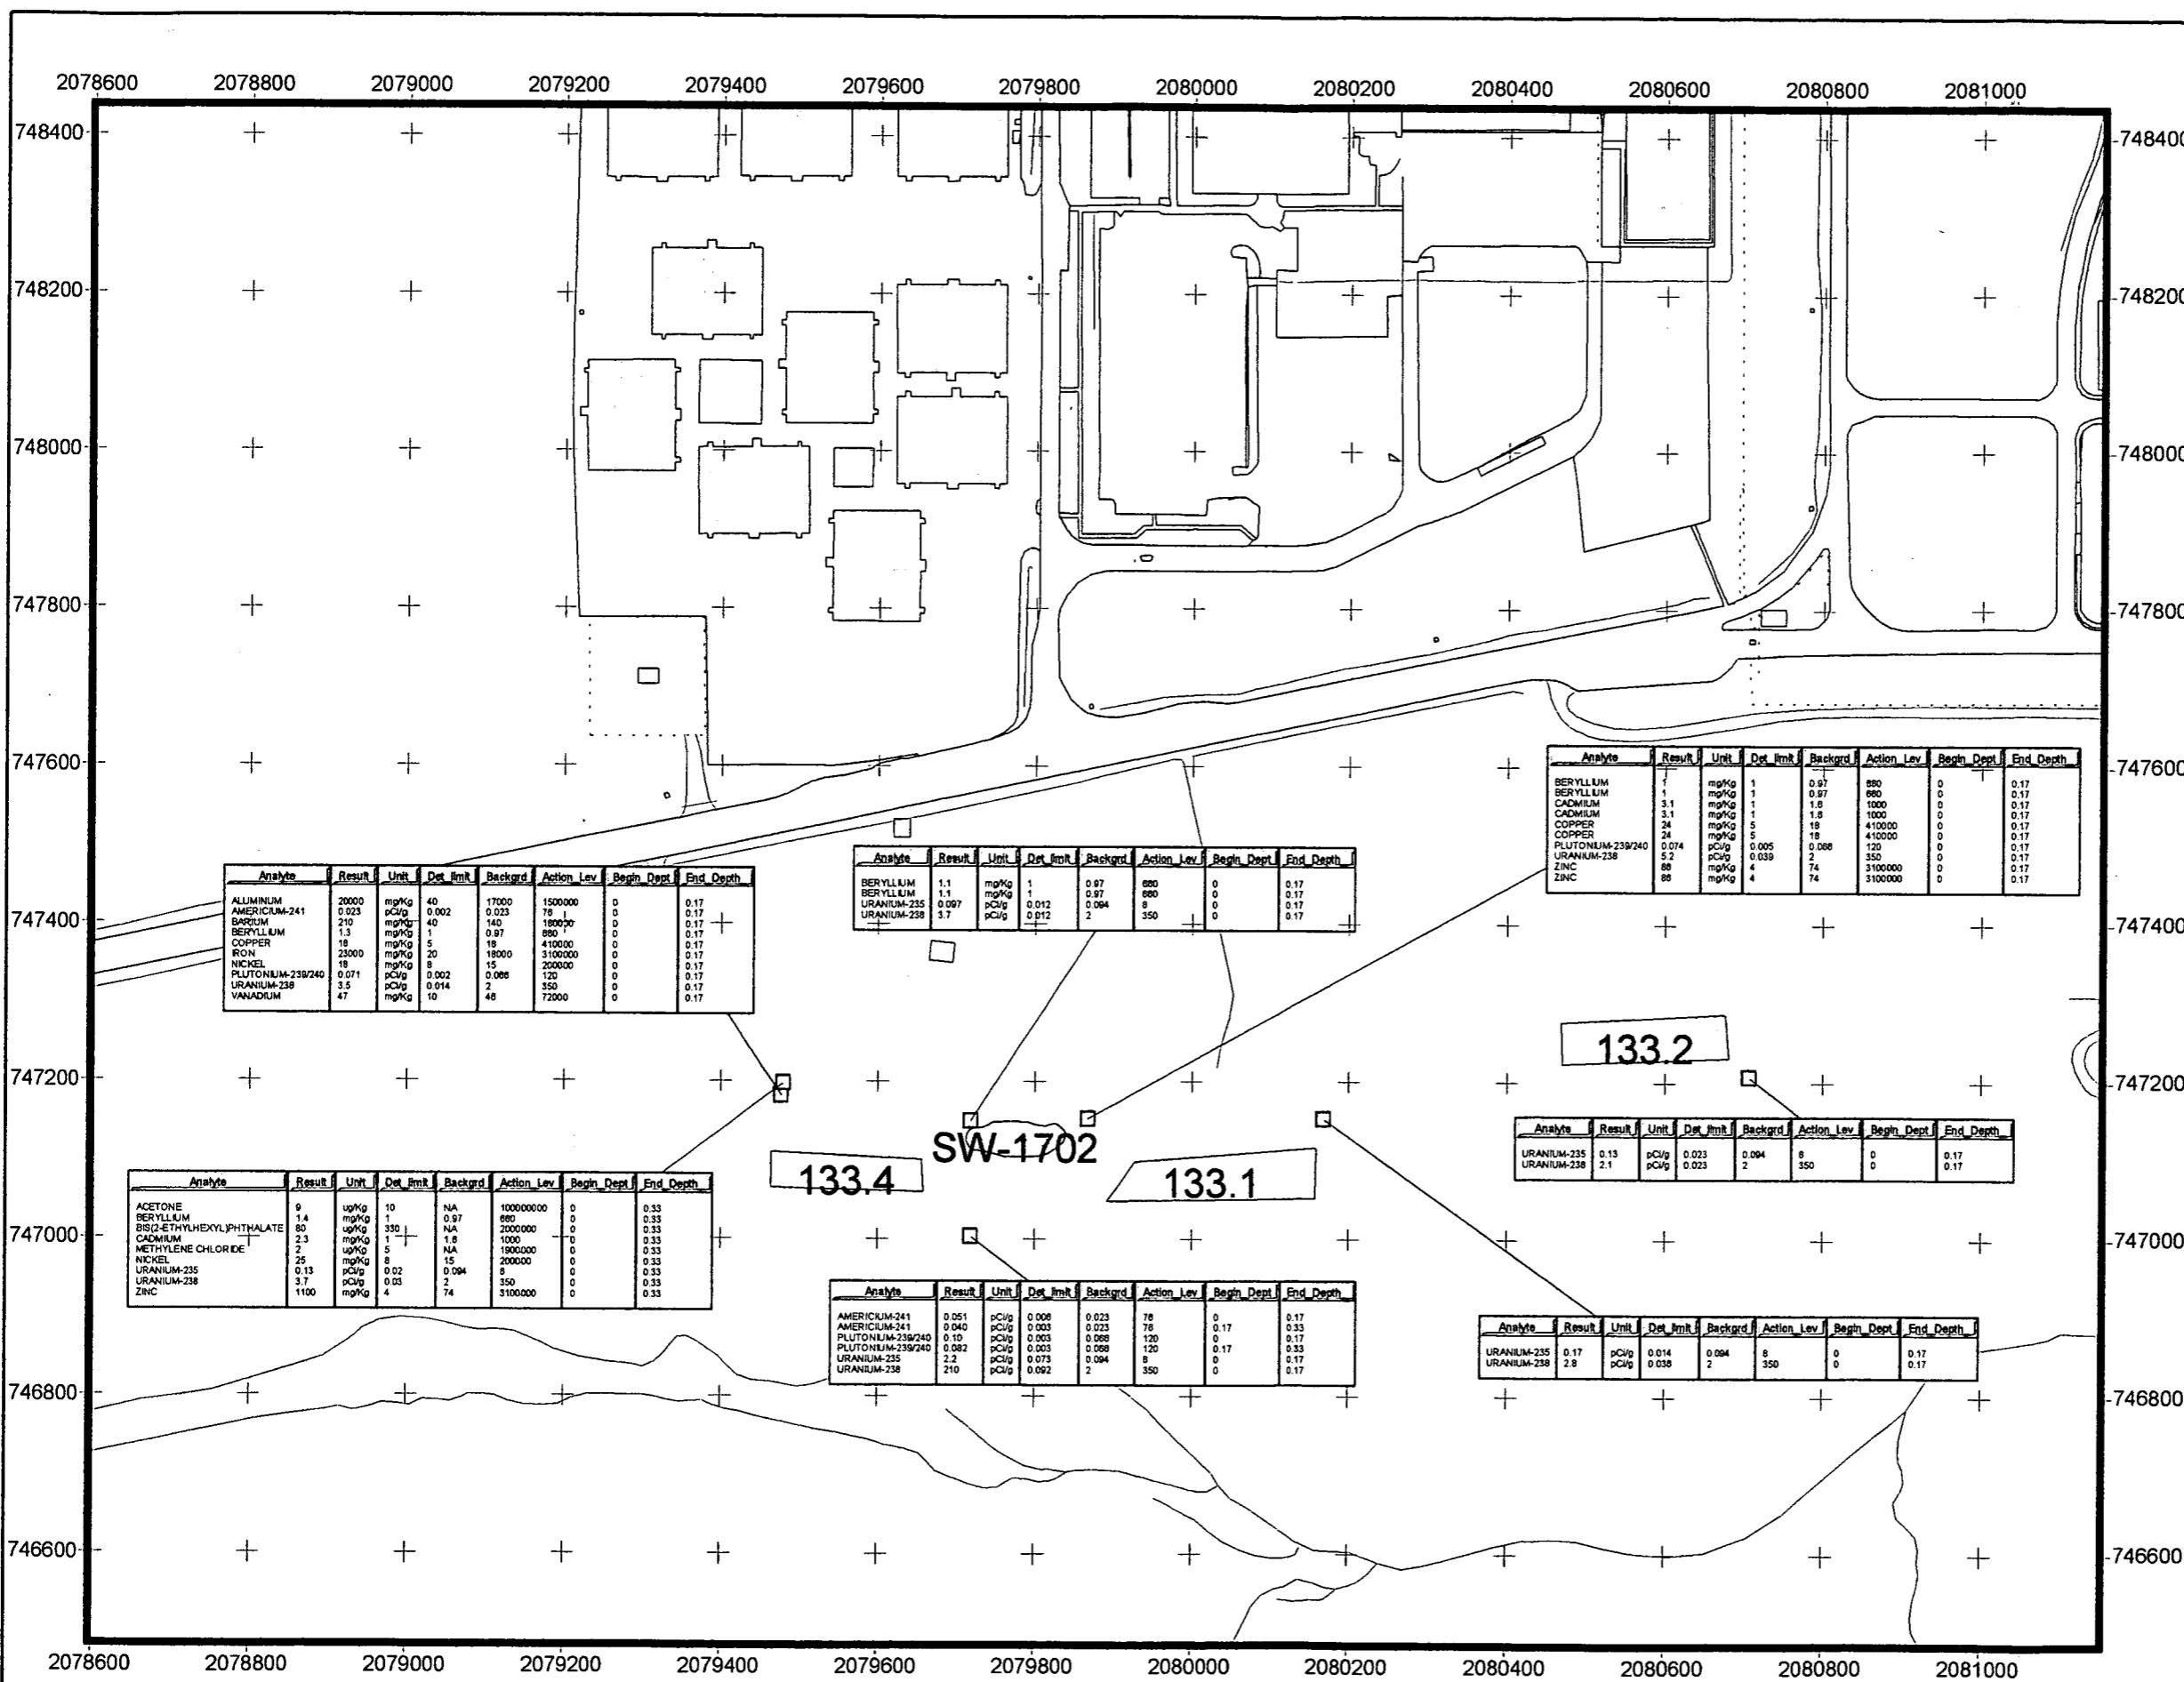 2078600 2078800 2079000 2079200 2079400 2079600 2079800 2080000 2080200 2080400 2080600 2080800 2081000
748400 748400
748200 748200
748000 748000
747800 747800
747600 747600
Analyte Result Unit Det_limit Backgrd Action_Lev Begin_Dept End_Depth
BERYLLIUM 1 mg/Kg 1 0.97 880 0 0.17
BERYLLIUM 1 mg/Kg 1 0.97 880 0 0.17
CADMIUM 3.1 mg/Kg 1 1.6 1000 0 0.17
CADMIUM 3.1 mg/Kg 1 1.6 1000 0 0.17
COPPER 24 mg/Kg 5 18 410000 0 0.17
COPPER 24 mg/Kg 5 18 410000 0 0.17
PLUTONIUM-239/240 0.074 pCi/g 0.005 0.066 120 0 0.17
URANIUM-238 5.2 pCi/g 0.039 2 350 0 0.17
ZINC 86 mg/Kg 4 74 3100000 0 0.17
ZINC 86 mg/Kg 4 74 3100000 0 0.17
Analyte Result Unit Det_limit Backgrd Action_Lev Begin_Dept End_Depth
BERYLLIUM 1.1 mg/Kg 1 0.97 680 0 0.17
BERYLLIUM 1.1 mg/Kg 1 0.97 680 0 0.17
URANIUM-235 0.097 pCi/g 0.012 0.094 8 0 0.17
URANIUM-238 3.7 pCi/g 0.012 2 350 0 0.17
Analyte Result Unit Det_limit Backgrd Action_Lev Begin_Dept End_Depth
ALUMINUM 20000 mg/Kg 40 17000 1500000 0 0.17
AMERICIUM-241 0.023 pCi/g 0.002 0.023 76 0 0.17
BARIUM 210 mg/Kg 40 140 180000 0 0.17
BERYLLIUM 1.3 mg/Kg 1 0.97 680 0 0.17
COPPER 18 mg/Kg 5 18 410000 0 0.17
IRON 23000 mg/Kg 20 18000 3100000 0 0.17
NICKEL 18 mg/Kg 8 15 200000 0 0.17
PLUTONIUM-239/240 0.071 pCi/g 0.002 0.066 120 0 0.17
URANIUM-238 3.5 pCi/g 0.014 2 350 0 0.17
VANADIUM 47 mg/Kg 10 46 72000 0 0.17
747400 747400
133.2
747200 747200
SW-1702
133.4
133.1
Analyte Result Unit Det_limit Backgrd Action_Lev Begin_Dept End_Depth
URANIUM-235 0.13 pCi/g 0.023 0.094 8 0 0.17
URANIUM-238 2.1 pCi/g 0.023 2 350 0 0.17
Analyte Result Unit Det_limit Backgrd Action_Lev Begin_Dept End_Depth
ACETONE 9 ug/Kg 10 NA 100000000 0 0.33
BERYLLIUM 1.4 mg/Kg 1 0.97 680 0 0.33
BIS(2-ETHYLHEXYL)PHTHALATE 80 ug/Kg 330 NA 2000000 0 0.33
CADMIUM 2.3 mg/Kg 1 1.6 1000 0 0.33
METHYLENE CHLORIDE 2 ug/Kg 5 NA 1900000 0 0.33
NICKEL 25 mg/Kg 8 15 200000 0 0.33
URANIUM-235 0.13 pCi/g 0.02 0.094 8 0 0.33
URANIUM-238 3.7 pCi/g 0.03 2 350 0 0.33
ZINC 1100 mg/Kg 4 74 3100000 0 0.33
747000 747000
Analyte Result Unit Det_limit Backgrd Action_Lev Begin_Dept End_Depth
AMERICIUM-241 0.051 pCi/g 0.006 0.023 76 0 0.17
AMERICIUM-241 0.040 pCi/g 0.003 0.023 76 0.17 0.33
PLUTONIUM-239/240 0.10 pCi/g 0.003 0.066 120 0 0.17
PLUTONIUM-239/240 0.082 pCi/g 0.003 0.066 120 0.17 0.33
URANIUM-235 2.2 pCi/g 0.073 0.094 8 0 0.17
URANIUM-238 210 pCi/g 0.092 2 350 0 0.17
Analyte Result Unit Det_limit Backgrd Action_Lev Begin_Dept End_Depth
URANIUM-235 0.17 pCi/g 0.014 0.094 8 0 0.17
URANIUM-238 2.8 pCi/g 0.038 2 350 0 0.17
746800 746800
746600 746600
2078600 2078800 2079000 2079200 2079400 2079600 2079800 2080000 2080200 2080400 2080600 2080800 2081000